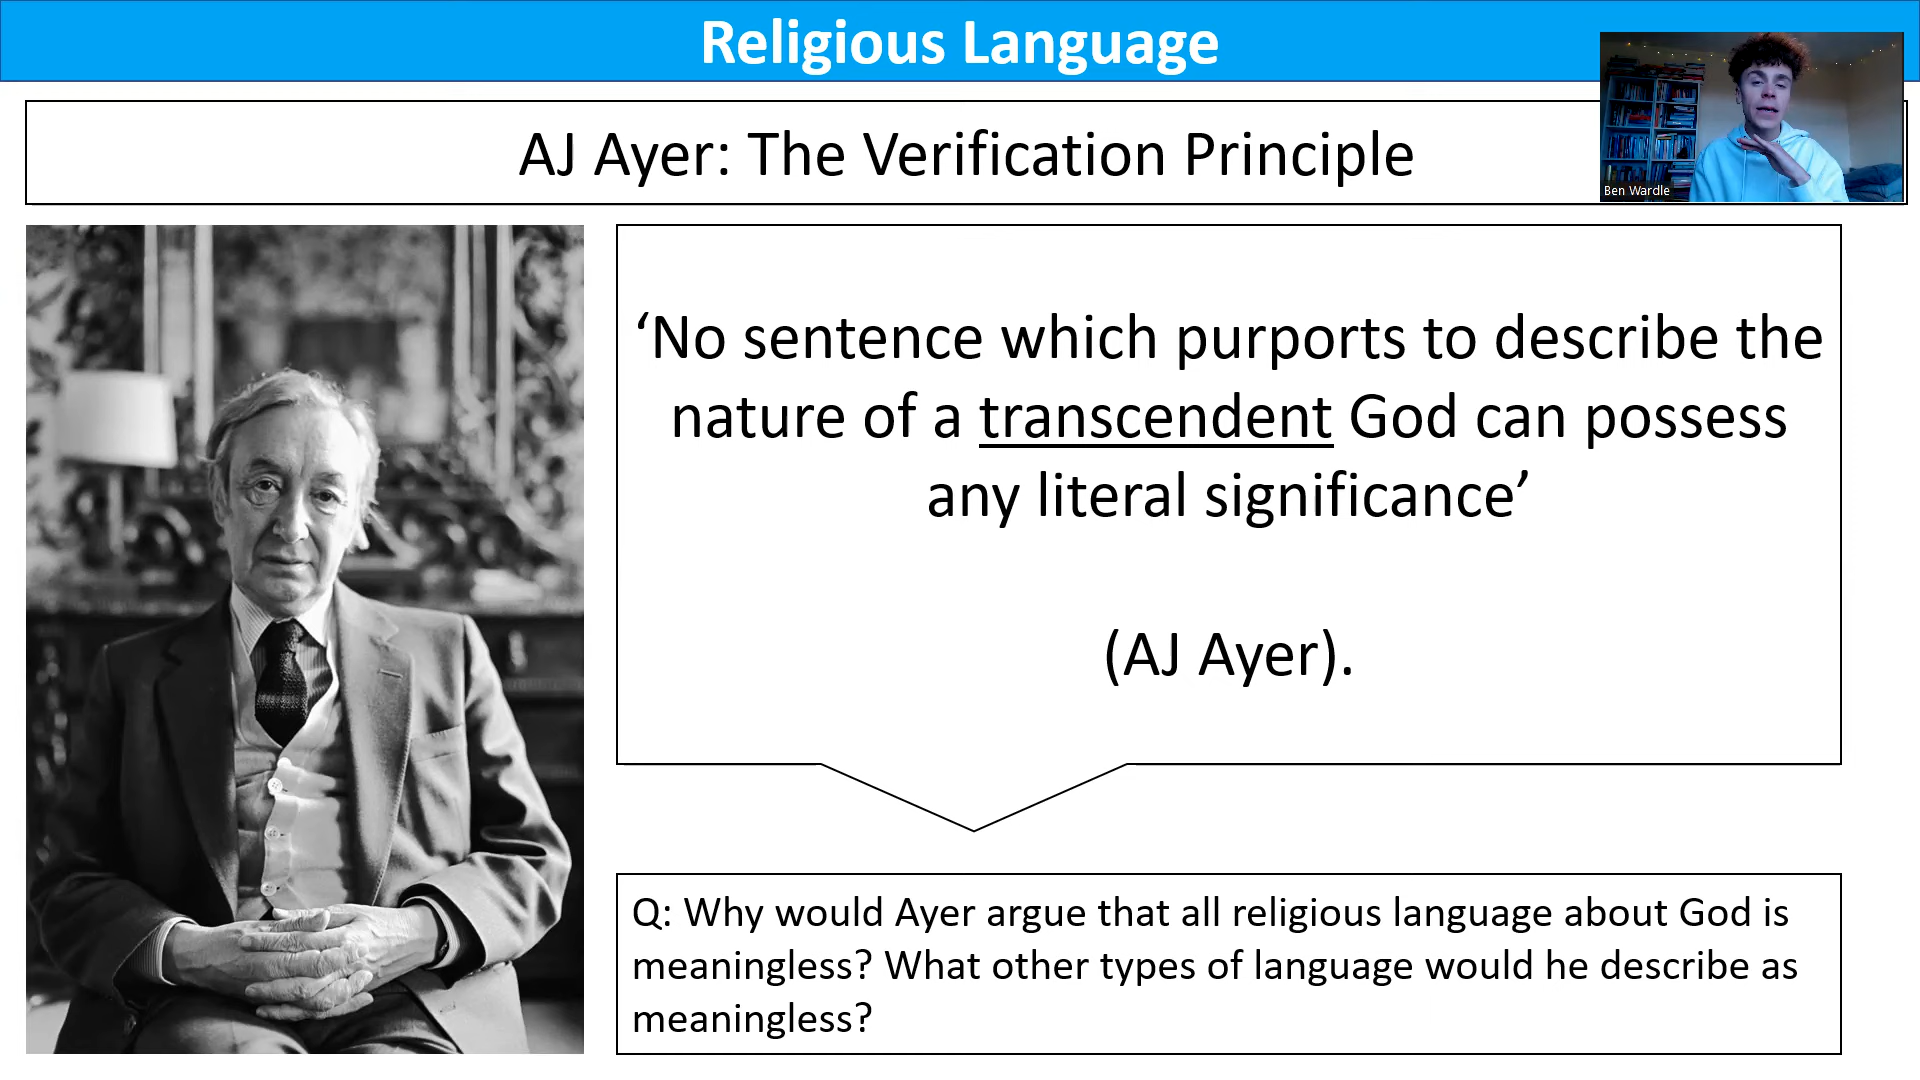 Religious Language
AJ Ayer: The Verification Principle
Ben Wardle
‘No sentence which purports to describe the
nature of a transcendent God can possess
any literal significance’
(AJ Ayer).
Q: Why would Ayer argue that all religious language about God is
meaningless? What other types of language would he describe as
meaningless?